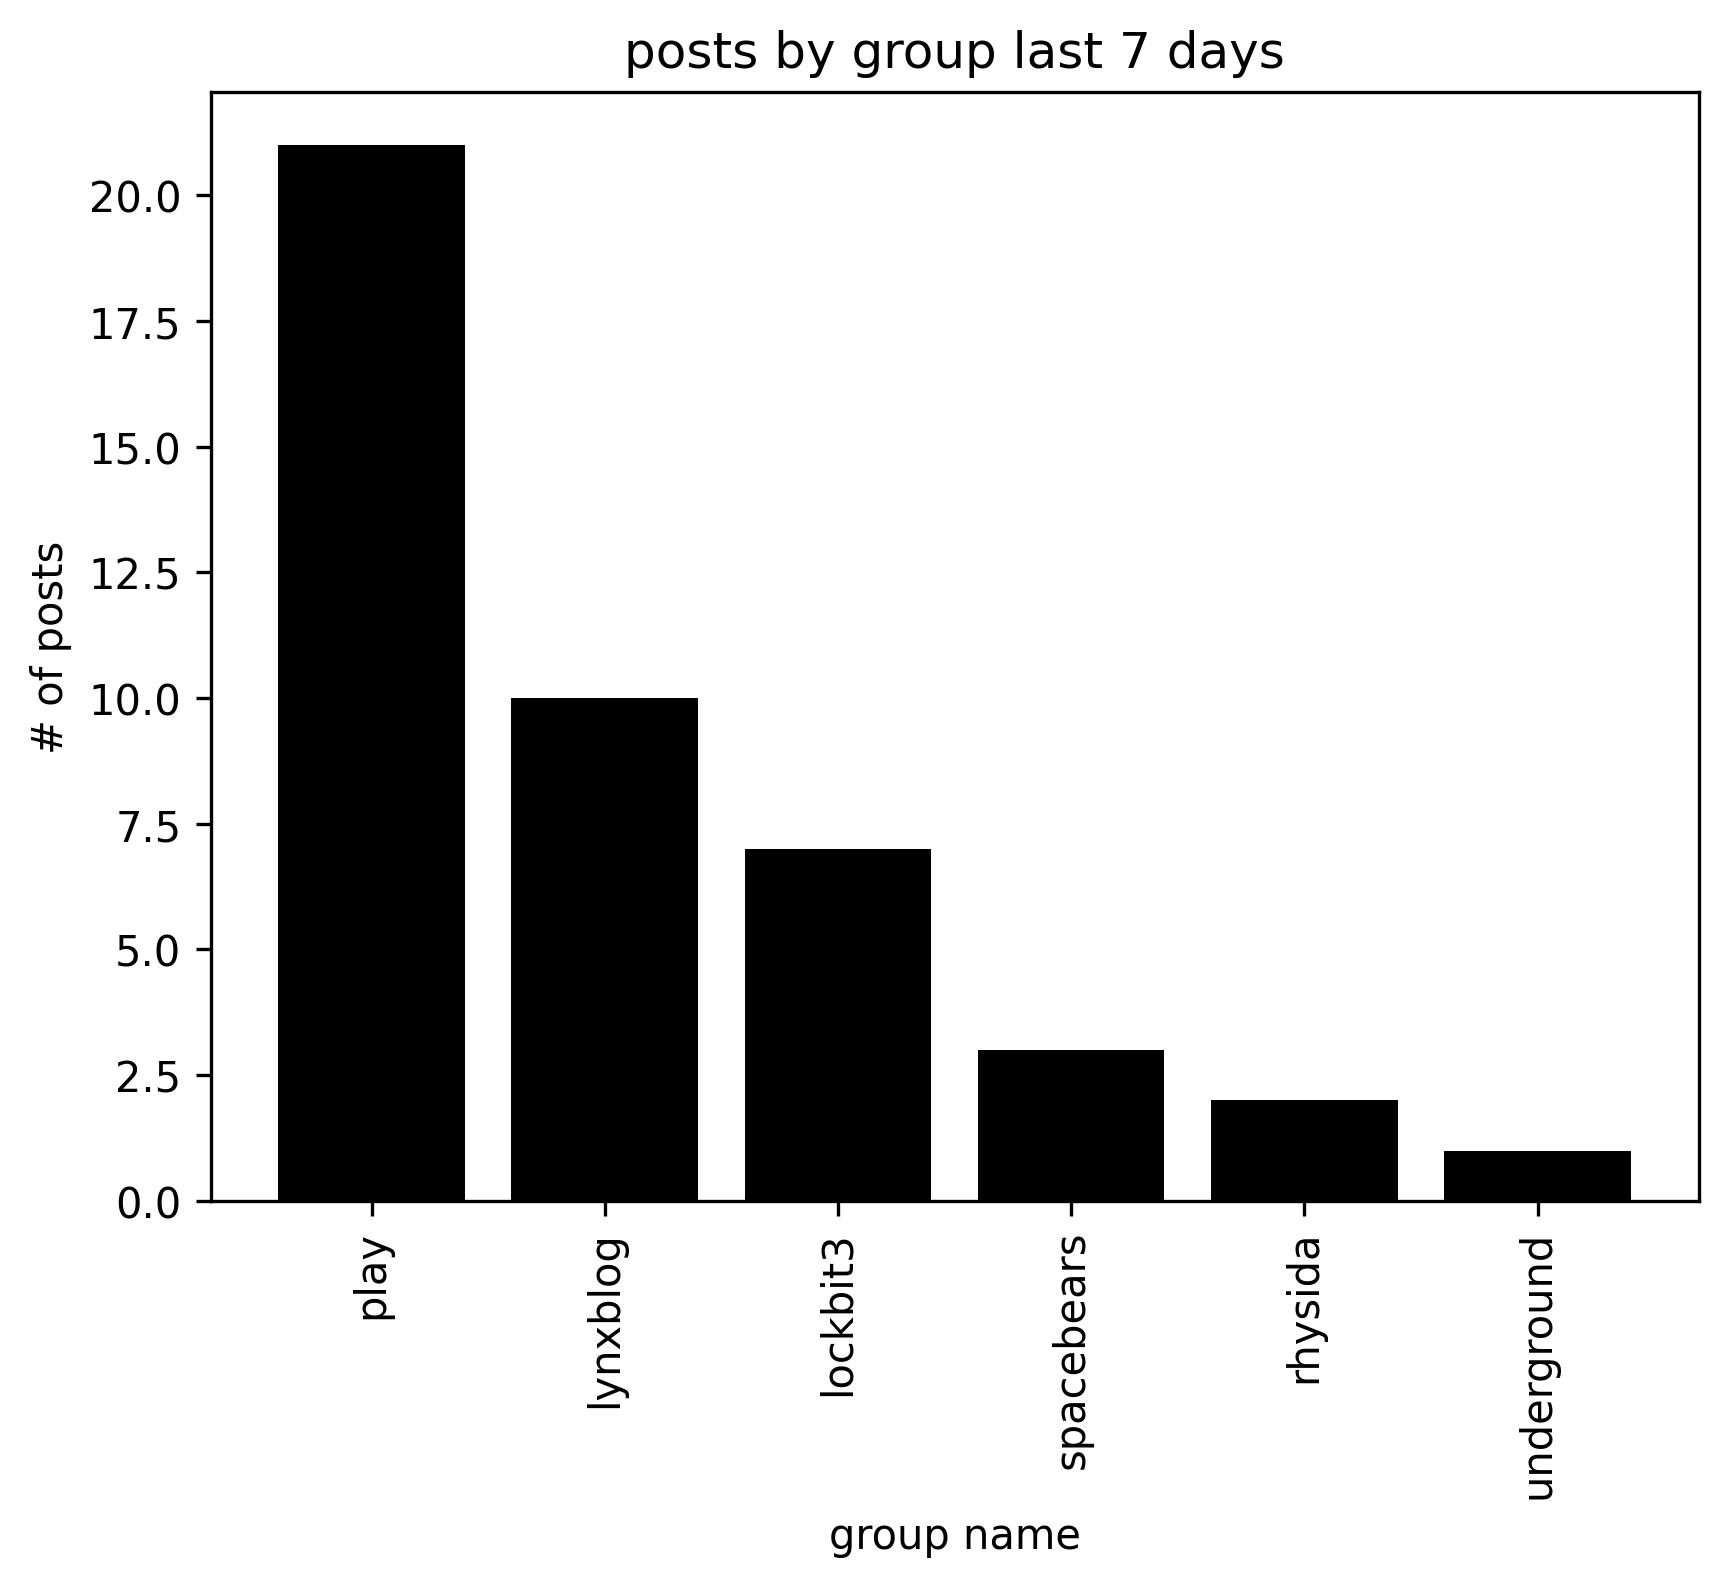 posts by group last 7 days
# of posts
20.0
17.5
15.0
12.5
10.0
7.5
5.0
2.5
0.0
play
lynxblog
lockbit3
spacebears
rhysida
underground
group name